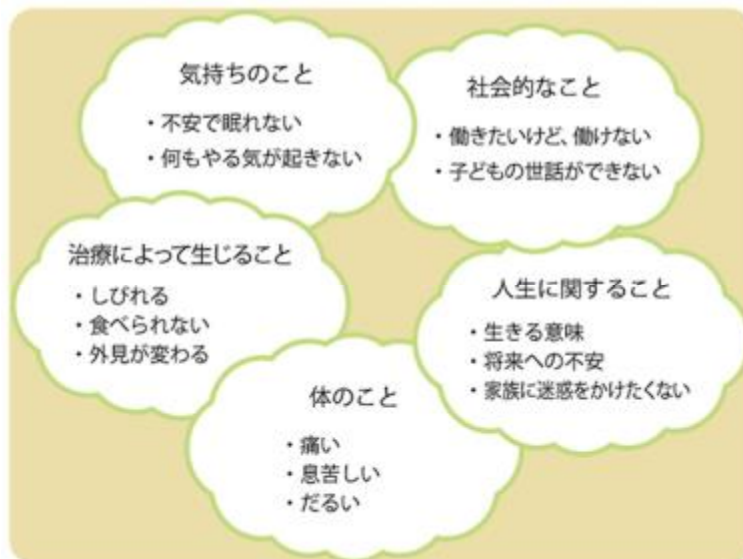 気持ちのこと
・不安で眠れない
・何もやる気が起きない
社会的なこと
・働きたいけど、働けない
・子どもの世話ができない
治療によって生じること
・しびれる
・食べられない
・外見が変わる
人生に関すること
・生きる意味
・将来への不安
・家族に迷惑をかけたくない
体のこと
・痛い
・息苦しい
・だるい